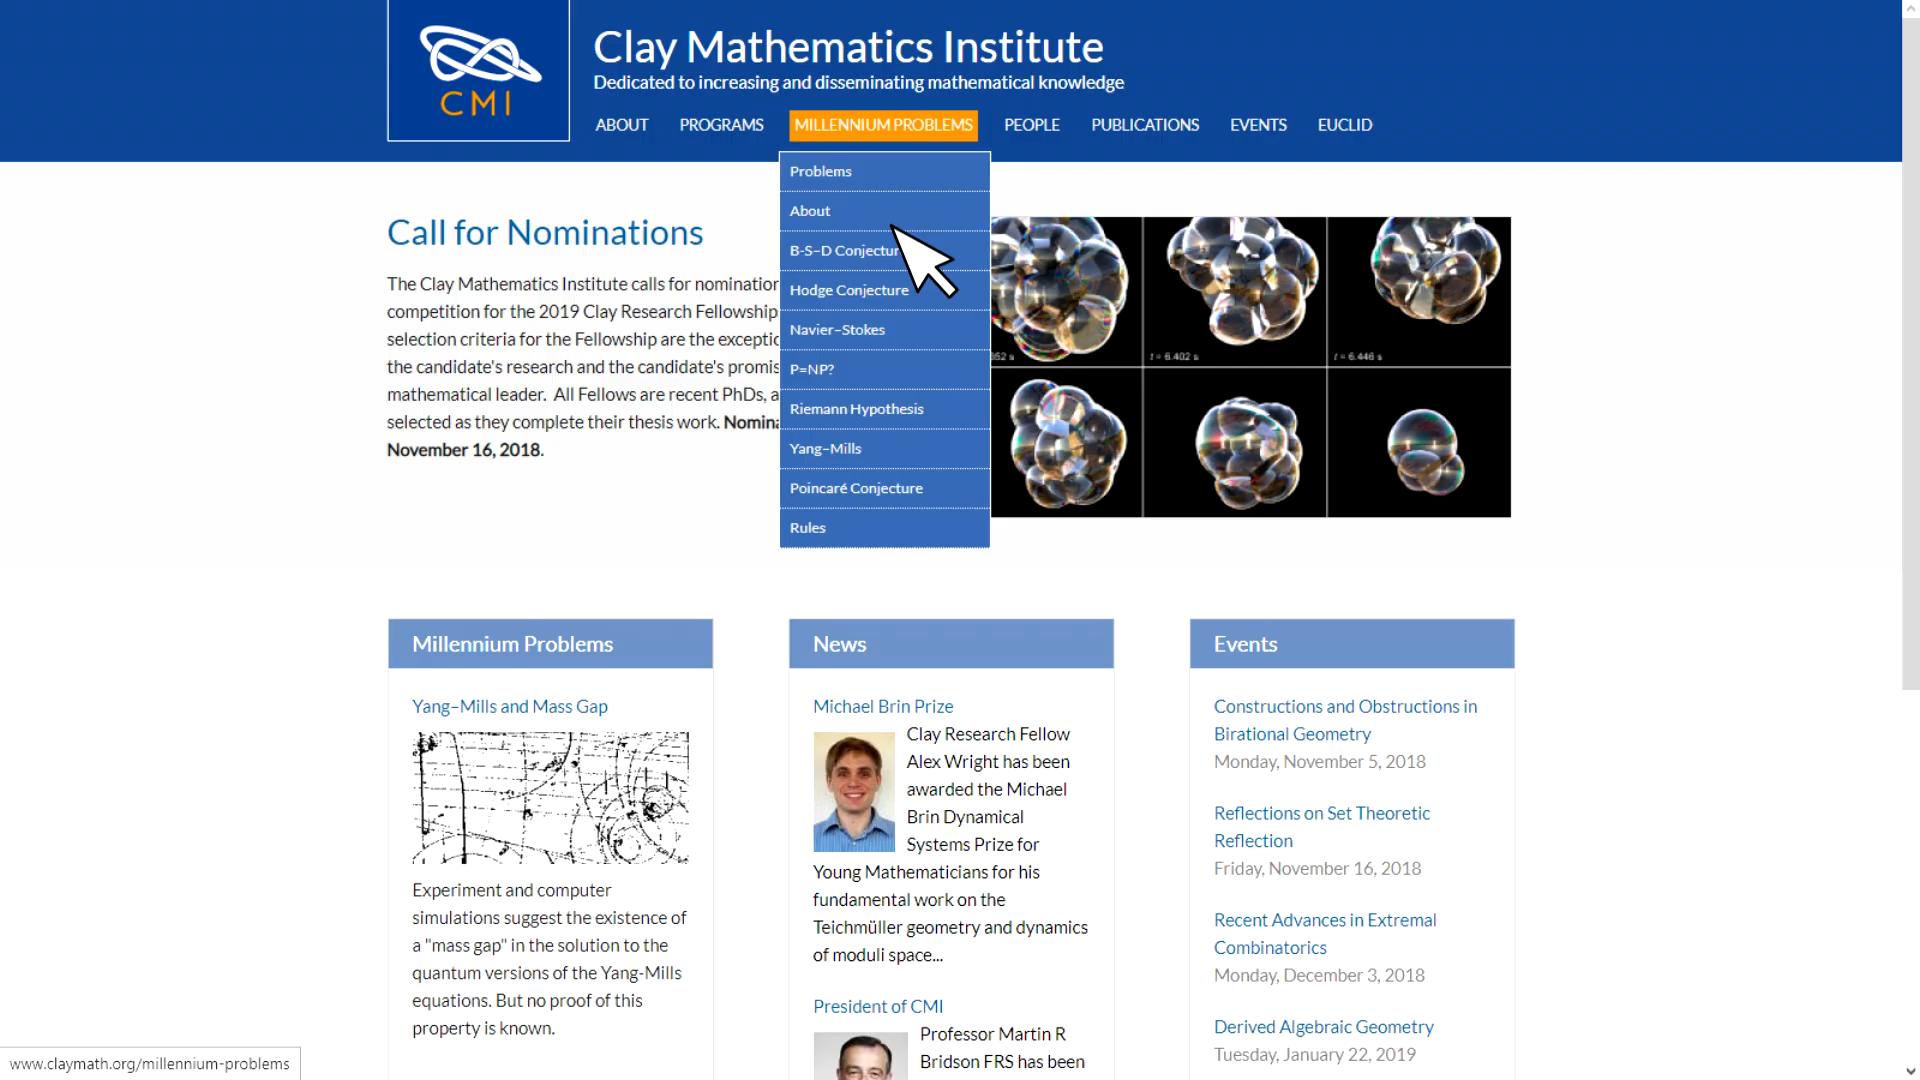 CMI
Clay Mathematics Institute
Dedicated to increasing and disseminating mathematical knowledge
ABOUT PROGRAMS MILLENNIUM PROBLEMS PEOPLE PUBLICATIONS EVENTS EUCLID
Problems
About
B-S-D Conjectur
Hodge Conjecture
Navier-Stokes
P=NP?
Riemann Hypothesis
Yang-Mills
Poincaré Conjecture
Rules
Call for Nominations
The Clay Mathematics Institute calls for nomination
competition for the 2019 Clay Research Fellowship
selection criteria for the Fellowship are the exceptio
the candidate's research and the candidate's promis
mathematical leader. All Fellows are recent PhDs, a
selected as they complete their thesis work. Nomina
November 16, 2018.
352 s
t = 6.402 s
t = 6.446 s
Millennium Problems
Yang–Mills and Mass Gap
Experiment and computer
simulations suggest the existence of
a "mass gap" in the solution to the
quantum versions of the Yang-Mills
equations. But no proof of this
property is known.
News
Michael Brin Prize
Clay Research Fellow
Alex Wright has been
awarded the Michael
Brin Dynamical
Systems Prize for
Young Mathematicians for his
fundamental work on the
Teichmüller geometry and dynamics
of moduli space...
President of CMI
Professor Martin R
Bridson FRS has been
Events
Constructions and Obstructions in
Birational Geometry
Monday, November 5, 2018
Reflections on Set Theoretic
Reflection
Friday, November 16, 2018
Recent Advances in Extremal
Combinatorics
Monday, December 3, 2018
Derived Algebraic Geometry
Tuesday, January 22, 2019
www.claymath.org/millennium-problems